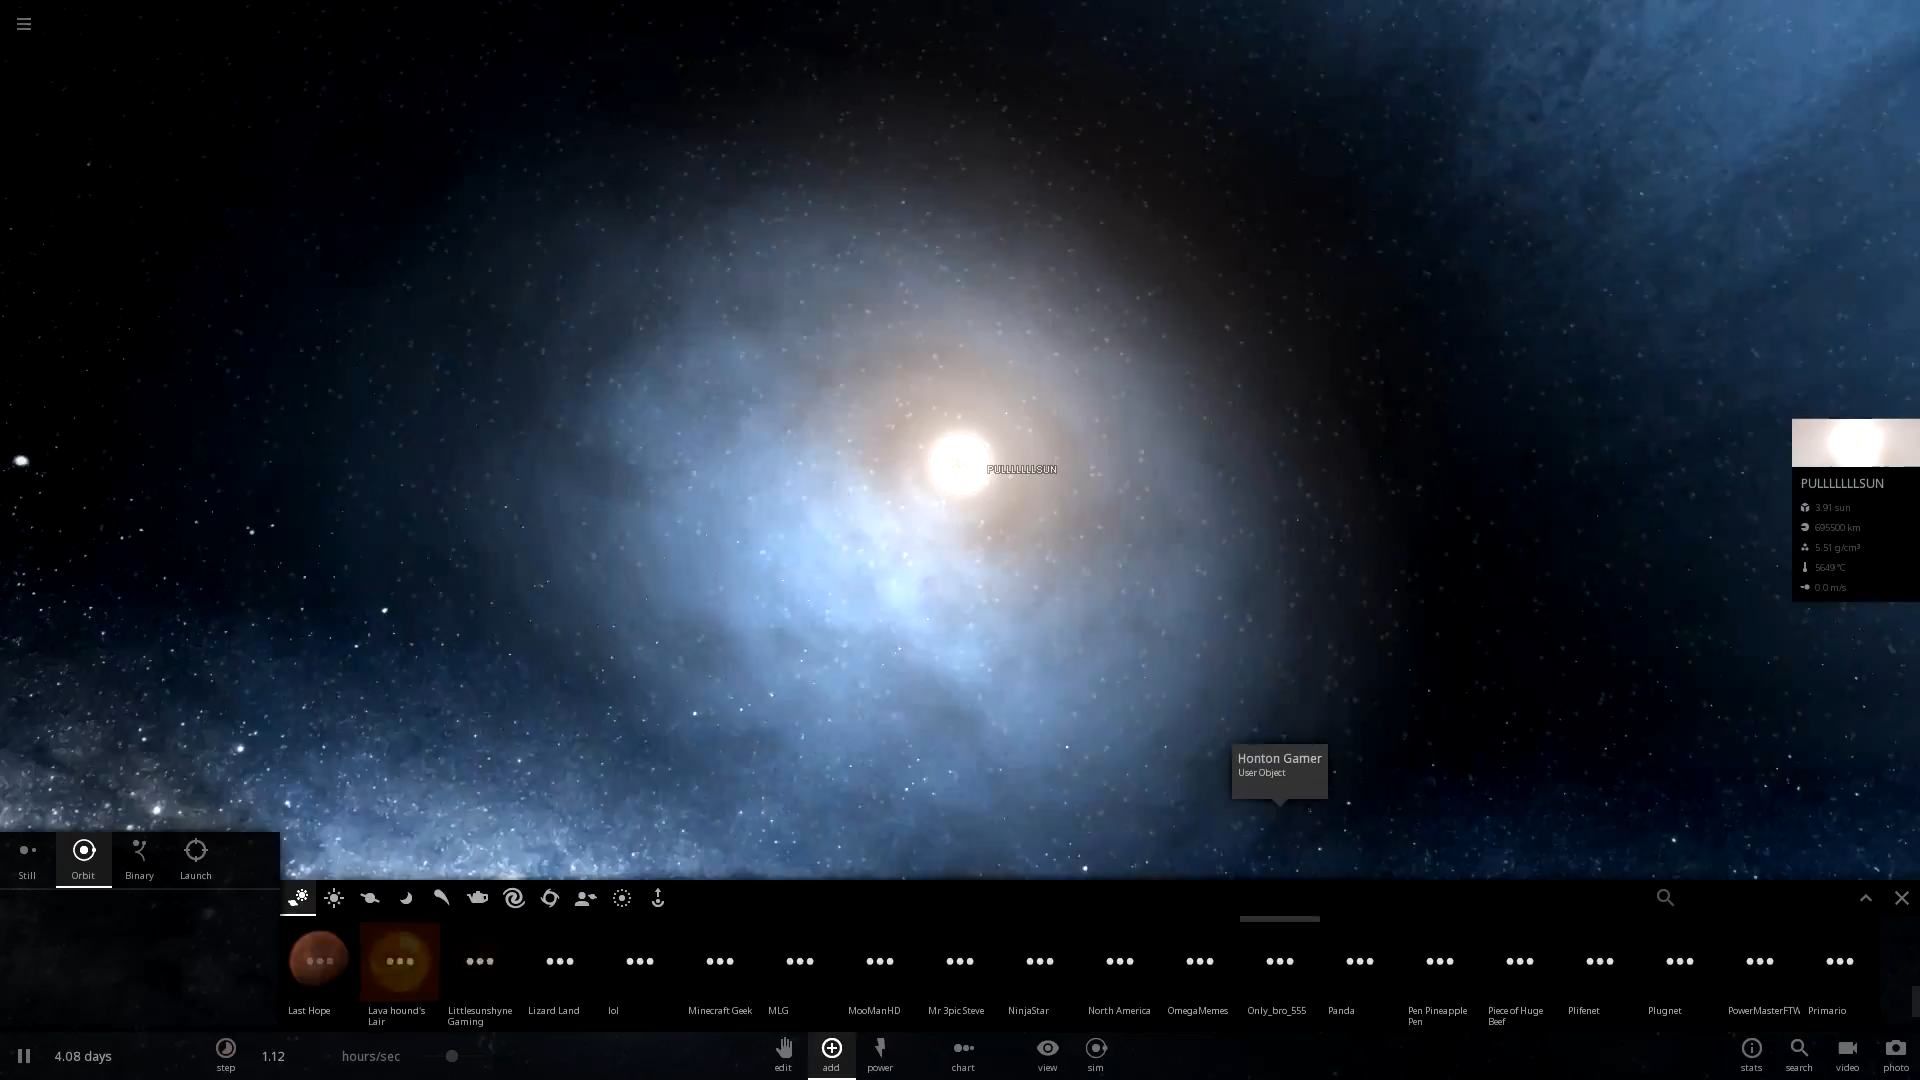 PULLLLLLLSUN
PULLLLLLLSUN
3.91 sun
695500 km
5.51 g/cm³
5649 °C
0.0 m/s
Honton Gamer
User Object
Still
Orbit
Binary
Launch
Last Hope
Lava hound's
Lair
Littlesunshyne
Gaming
Lizard Land
lol
Minecraft Geek
MLG
MooManHD
Mr 3pic Steve
NinjaStar
North America
OmegaMemes
Only_bro_555
Panda
Pen Pineapple
Pen
Piece of Huge
Beef
Plifenet
Plugnet
PowerMasterFTW
Primario
4.08 days
step
1.12
hours/sec
edit
add
power
chart
view
sim
stats
search
video
photo